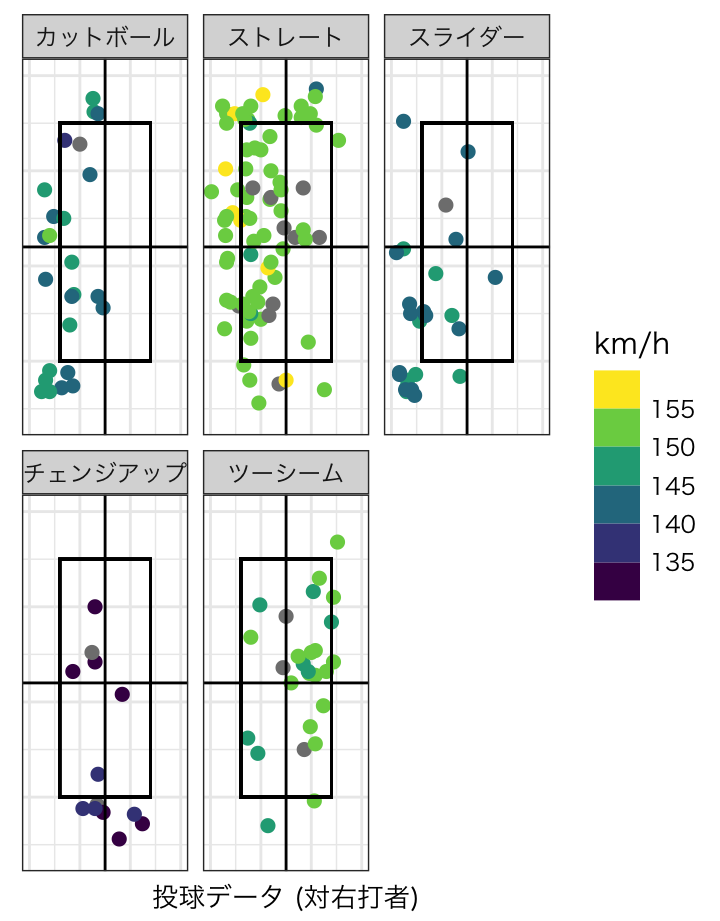 カットボール
ストレート
スライダー
チェンジアップ
ツーシーム
km/h
155
150
145
140
135
投球データ (対右打者)